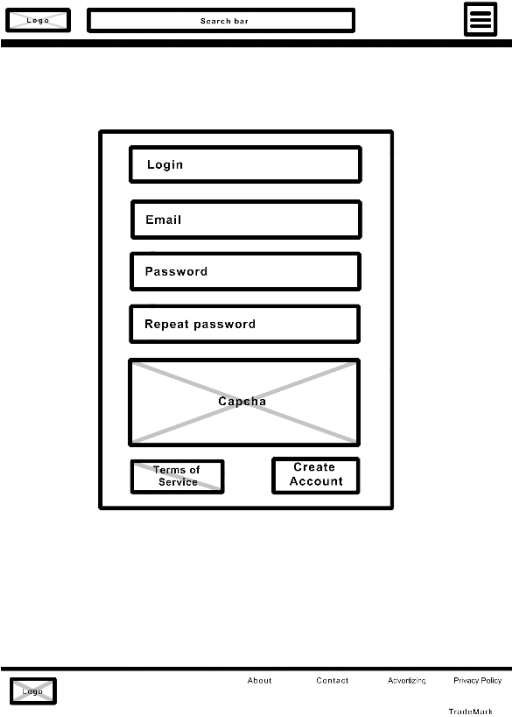 Logo
Search bar
Login
Email
Password
Repeat password
Capcha
Terms of
Service
Create
Account
Logo
About
Contact
Advertizing
Privacy Policy
TradeMark